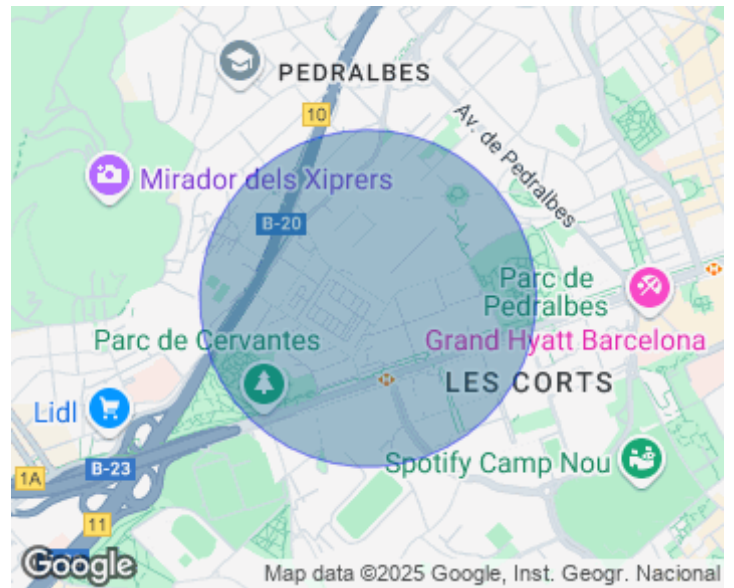 PEDRALBES
10
Av. de Pedralbes
Mirador dels Xiprers
B-20
Parc de
Pedralbes
Parc de Cervantes
Grand Hyatt Barcelona
LES CORTS
Lidl
Spotify Camp Nou
B-23
1A
11
Google
Map data ©2025 Google, Inst. Geogr. Nacional